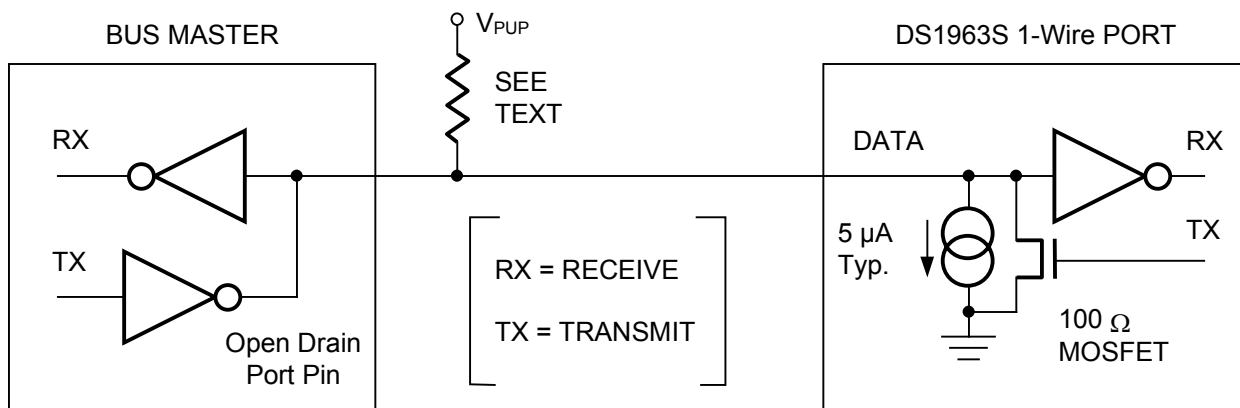 BUS MASTER
V_PUP
DS1963S 1-Wire PORT
SEE
TEXT
RX
DATA
RX
TX
5 µA
Typ.
TX
RX = RECEIVE
TX = TRANSMIT
Open Drain
Port Pin
100 Ω
MOSFET